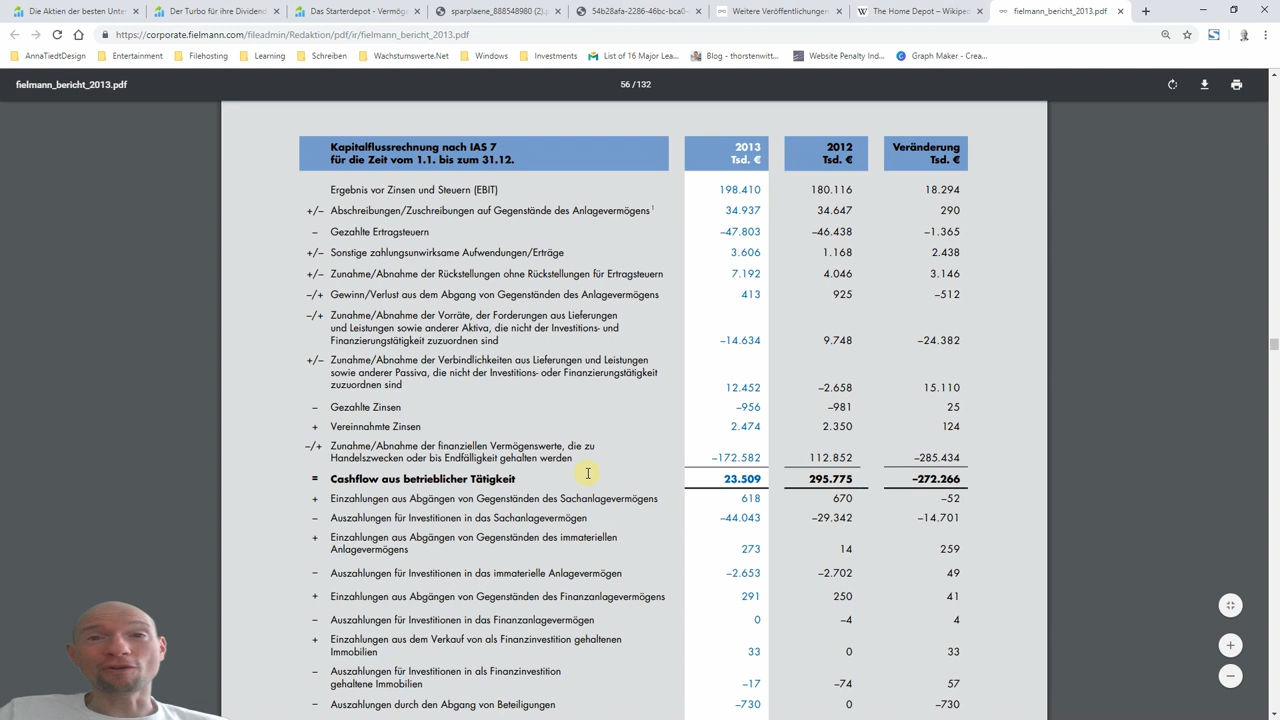 Die Aktien der besten Unter
Der Turbo für ihre Dividend
Das Starterdepot - Vermög
sparplaene_888548980 (2).p
54b28afa-2286-46bc-bca0-
Weitere Veröffentlichungen
The Home Depot – Wikiped
fielmann_bericht_2013.pdf
https://corporate.fielmann.com/fileadmin/Redaktion/pdf/ir/fielmann_bericht_2013.pdf
AnnaTiedtDesign
Entertainment
Filehosting
Learning
Schreiben
Wachstumswerte.Net
Windows
Investments
List of 16 Major Lea...
Blog - thorstenwitt...
Website Penalty Ind...
Graph Maker - Crea...
fielmann_bericht_2013.pdf
56 / 132
Kapitalflussrechnung nach IAS 7
für die Zeit vom 1.1. bis zum 31.12.
2013
Tsd. €
2012
Tsd. €
Veränderung
Tsd. €
Ergebnis vor Zinsen und Steuern (EBIT) 198.410 180.116 18.294
+/– Abschreibungen/Zuschreibungen auf Gegenstände des Anlagevermögens 1 34.937 34.647 290
– Gezahlte Ertragsteuern –47.803 –46.438 –1.365
+/– Sonstige zahlungsunwirksame Aufwendungen/Erträge 3.606 1.168 2.438
+/– Zunahme/Abnahme der Rückstellungen ohne Rückstellungen für Ertragsteuern 7.192 4.046 3.146
–/+ Gewinn/Verlust aus dem Abgang von Gegenständen des Anlagevermögens 413 925 –512
–/+ Zunahme/Abnahme der Vorräte, der Forderungen aus Lieferungen
und Leistungen sowie anderer Aktiva, die nicht der Investitions- und
Finanzierungstätigkeit zuzuordnen sind –14.634 9.748 –24.382
+/– Zunahme/Abnahme der Verbindlichkeiten aus Lieferungen und Leistungen
sowie anderer Passiva, die nicht der Investitions- oder Finanzierungstätigkeit
zuzuordnen sind 12.452 –2.658 15.110
– Gezahlte Zinsen –956 –981 25
+ Vereinnahmte Zinsen 2.474 2.350 124
–/+ Zunahme/Abnahme der finanziellen Vermögenswerte, die zu
Handelszwecken oder bis Endfälligkeit gehalten werden –172.582 112.852 –285.434
= Cashflow aus betrieblicher Tätigkeit 23.509 295.775 –272.266
+ Einzahlungen aus Abgängen von Gegenständen des Sachanlagevermögens 618 670 –52
– Auszahlungen für Investitionen in das Sachanlagevermögen –44.043 –29.342 –14.701
+ Einzahlungen aus Abgängen von Gegenständen des immateriellen
Anlagevermögens 273 14 259
– Auszahlungen für Investitionen in das immaterielle Anlagevermögen –2.653 –2.702 49
+ Einzahlungen aus Abgängen von Gegenständen des Finanzanlagevermögens 291 250 41
– Auszahlungen für Investitionen in das Finanzanlagevermögen 0 –4 4
+ Einzahlungen aus dem Verkauf von als Finanzinvestition gehaltenen
Immobilien 33 0 33
– Auszahlungen für Investitionen in als Finanzinvestition
gehaltene Immobilien –17 –74 57
– Auszahlungen durch den Abgang von Beteiligungen –730 0 –730